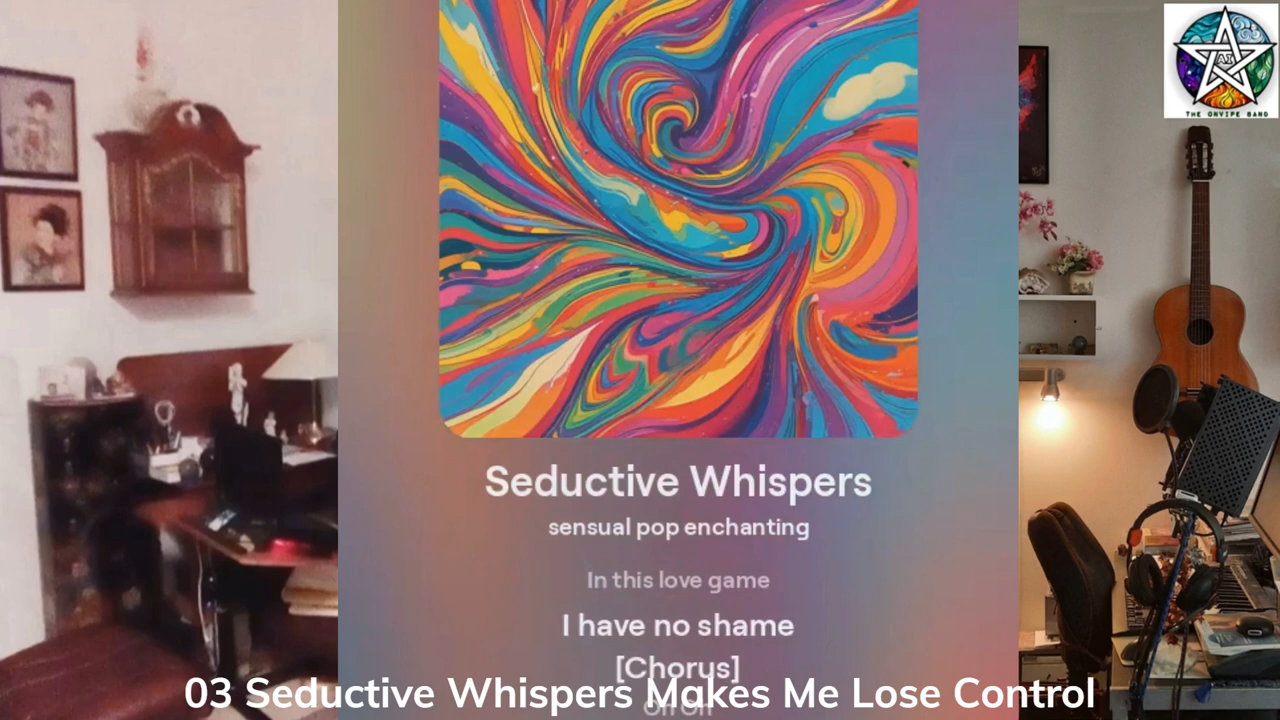 AI
THE ONVIPE BAND
Seductive Whispers
sensual pop enchanting
In this love game
I have no shame
[Chorus]
03 Seductive Whispers Makes Me Lose Control